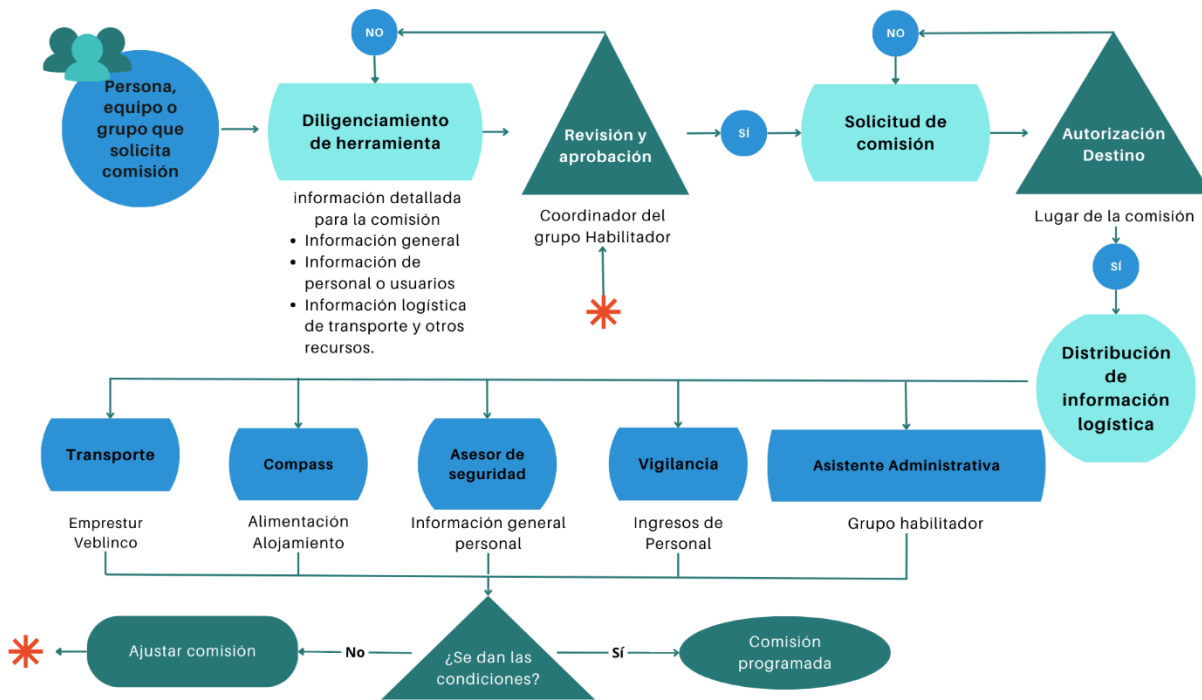 Persona,
equipo o
grupo que
solicita
comisión
NO
Diligenciamiento
de herramienta
información detallada
para la comisión
• Información general
• Información de
personal o usuarios
• Información logística
de transporte y otros
recursos.
Revisión y
aprobación
Coordinador del
grupo Habilitador
SÍ
NO
Solicitud de
comisión
Autorización
Destino
Lugar de la comisión
SÍ
Distribución
de
información
logística
Transporte
Emprestur
Veblinco
Compass
Alimentación
Alojamiento
Asesor de
seguridad
Información general
personal
Vigilancia
Ingresos de
Personal
Asistente Administrativa
Grupo habilitador
Ajustar comisión
No
¿Se dan las
condiciones?
Sí
Comisión
programada